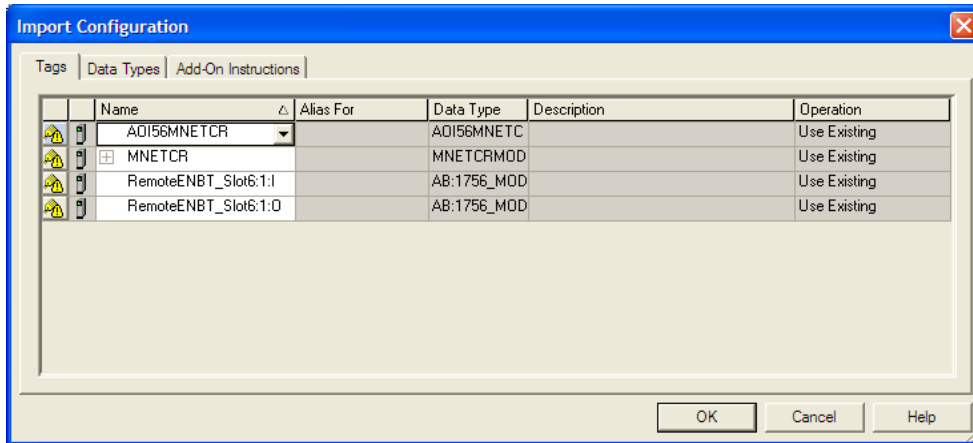 Import Configuration
Tags Data Types Add-On Instructions
Name Alias For Data Type Description Operation
AOI56MNETCR AOI56MNETC Use Existing
MNETCR MNETCRMOD Use Existing
RemoteENBT_Slot6:1:I AB:1756_MOD Use Existing
RemoteENBT_Slot6:1:O AB:1756_MOD Use Existing
OK Cancel Help